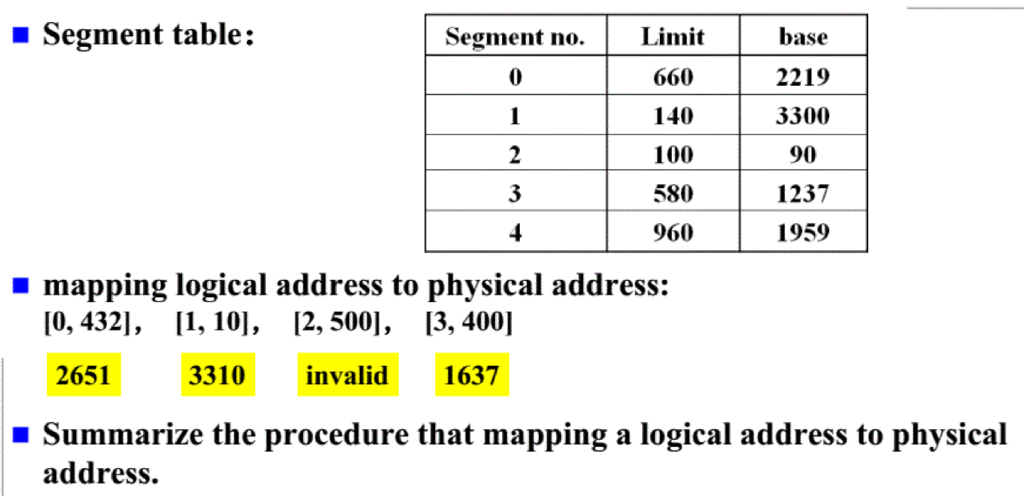 Segment table:
Segment no. Limit base
0 660 2219
1 140 3300
2 100 90
3 580 1237
4 960 1959
mapping logical address to physical address:
[0, 432], [1, 10], [2, 500], [3, 400]
2651 3310 invalid 1637
Summarize the procedure that mapping a logical address to physical
address.